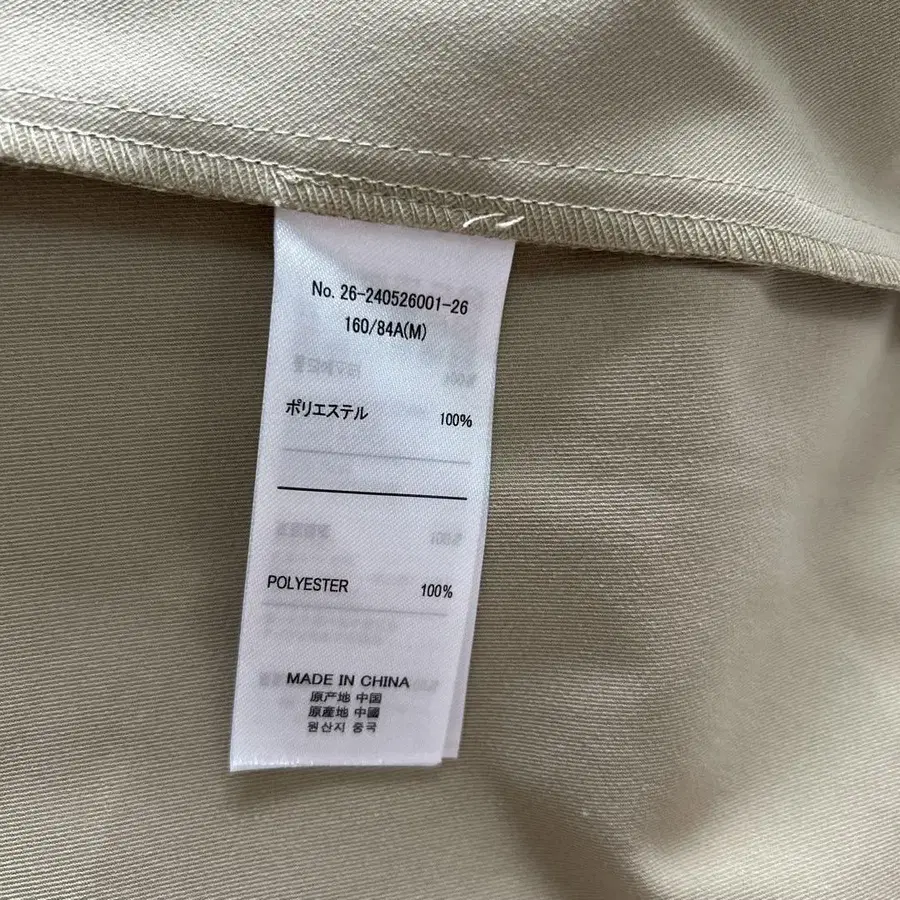 No. 26-240526001-26
160/84A(M)
ポリエステル 100%
POLYESTER 100%
MADE IN CHINA
原产地 中国
原產地 中國
원산지 중국